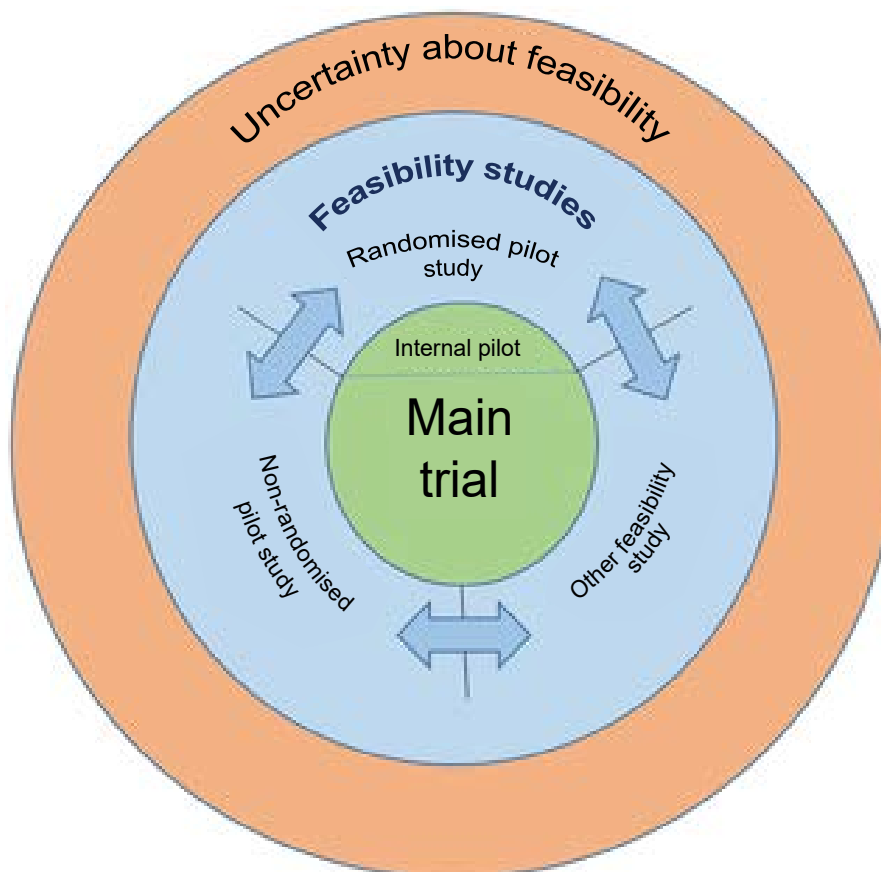 Uncertainty about feasibility
Feasibility studies
Randomised pilot
study
Internal pilot
Main
trial
Non-randomised
pilot study
Other feasibility
study